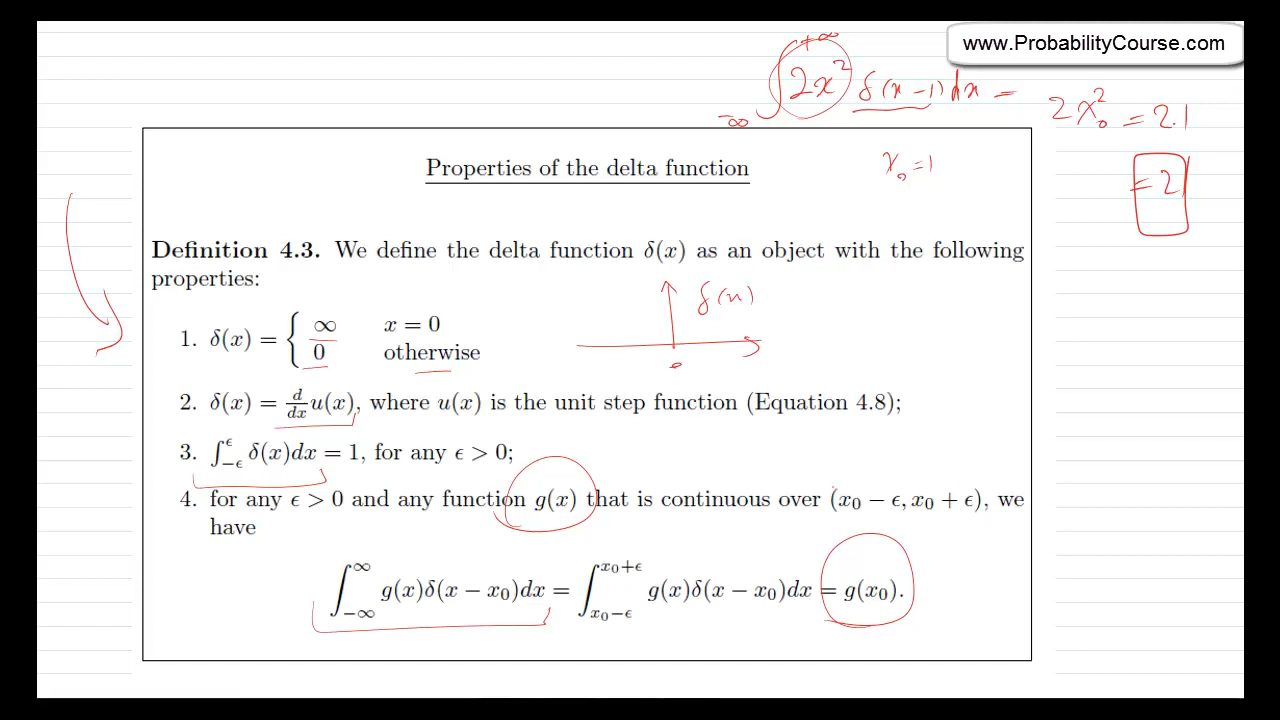 www.ProbabilityCourse.com
∫_{-∞}^{+∞} 2x² δ(x-1)dx = 2x₀² = 2.1
x₀ = 1
= 2
Properties of the delta function
Definition 4.3. We define the delta function δ(x) as an object with the following
properties:
δ(x)
1. δ(x) = { ∞ x = 0
0 otherwise
0
2. δ(x) = d/dx u(x), where u(x) is the unit step function (Equation 4.8);
3. ∫_{-ϵ}^{ϵ} δ(x)dx = 1, for any ϵ > 0;
4. for any ϵ > 0 and any function g(x) that is continuous over (x₀ − ϵ, x₀ + ϵ), we
have
∫_{-∞}^{∞} g(x)δ(x − x₀)dx = ∫_{x₀−ϵ}^{x₀+ϵ} g(x)δ(x − x₀)dx = g(x₀).